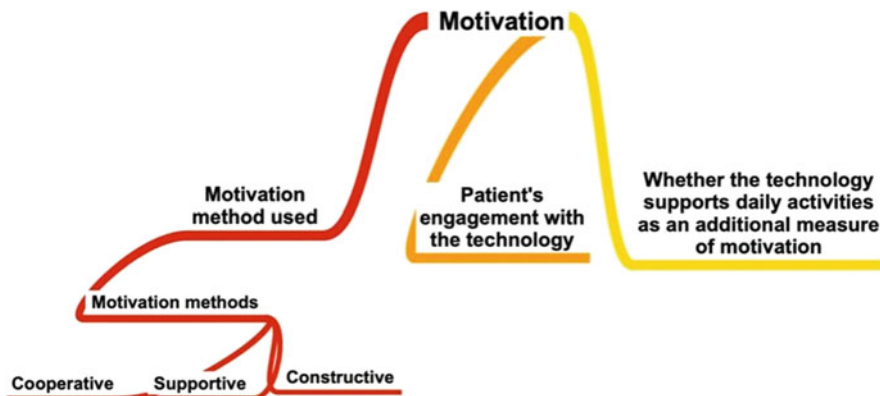 Motivation
Motivation
method used
Patient's
engagement with
the technology
Whether the technology
supports daily activities
as an additional measure
of motivation
Motivation methods
Cooperative
Supportive
Constructive